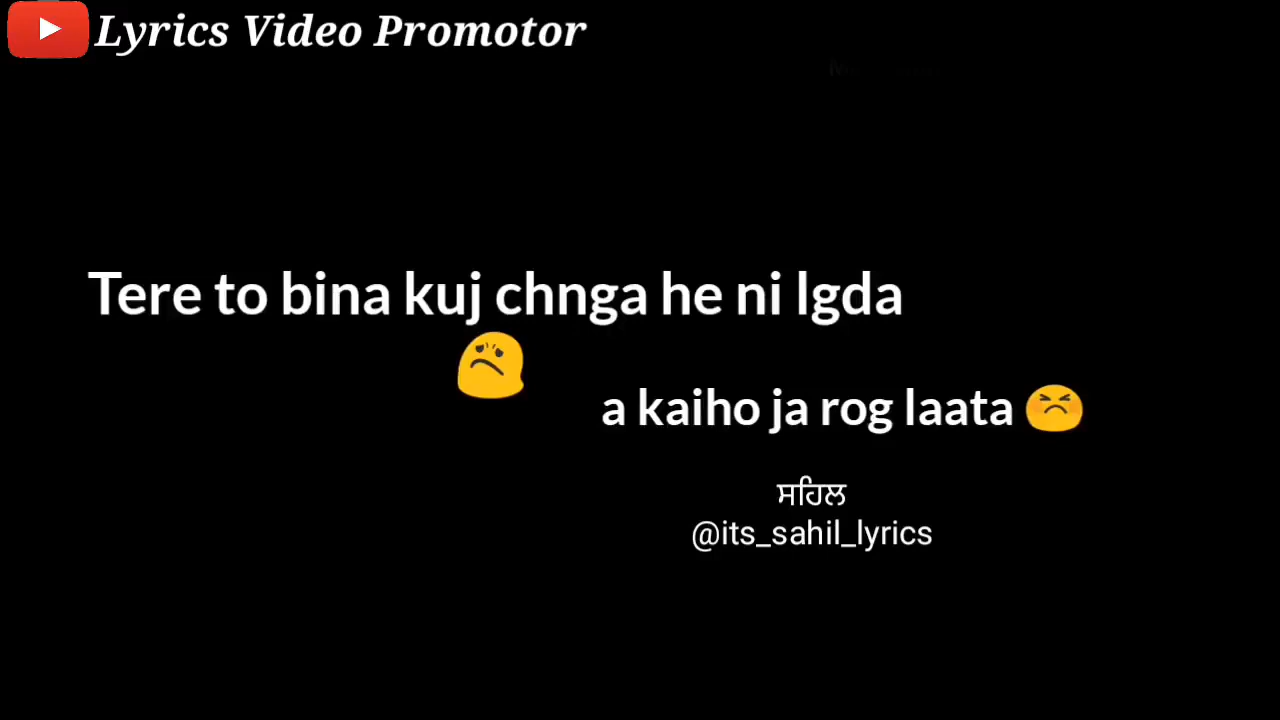 Lyrics Video Promotor
Tere to bina kuj chnga he ni lgda
😟
a kaiho ja rog laata 😣
ਸਹਿਲ
@its_sahil_lyrics